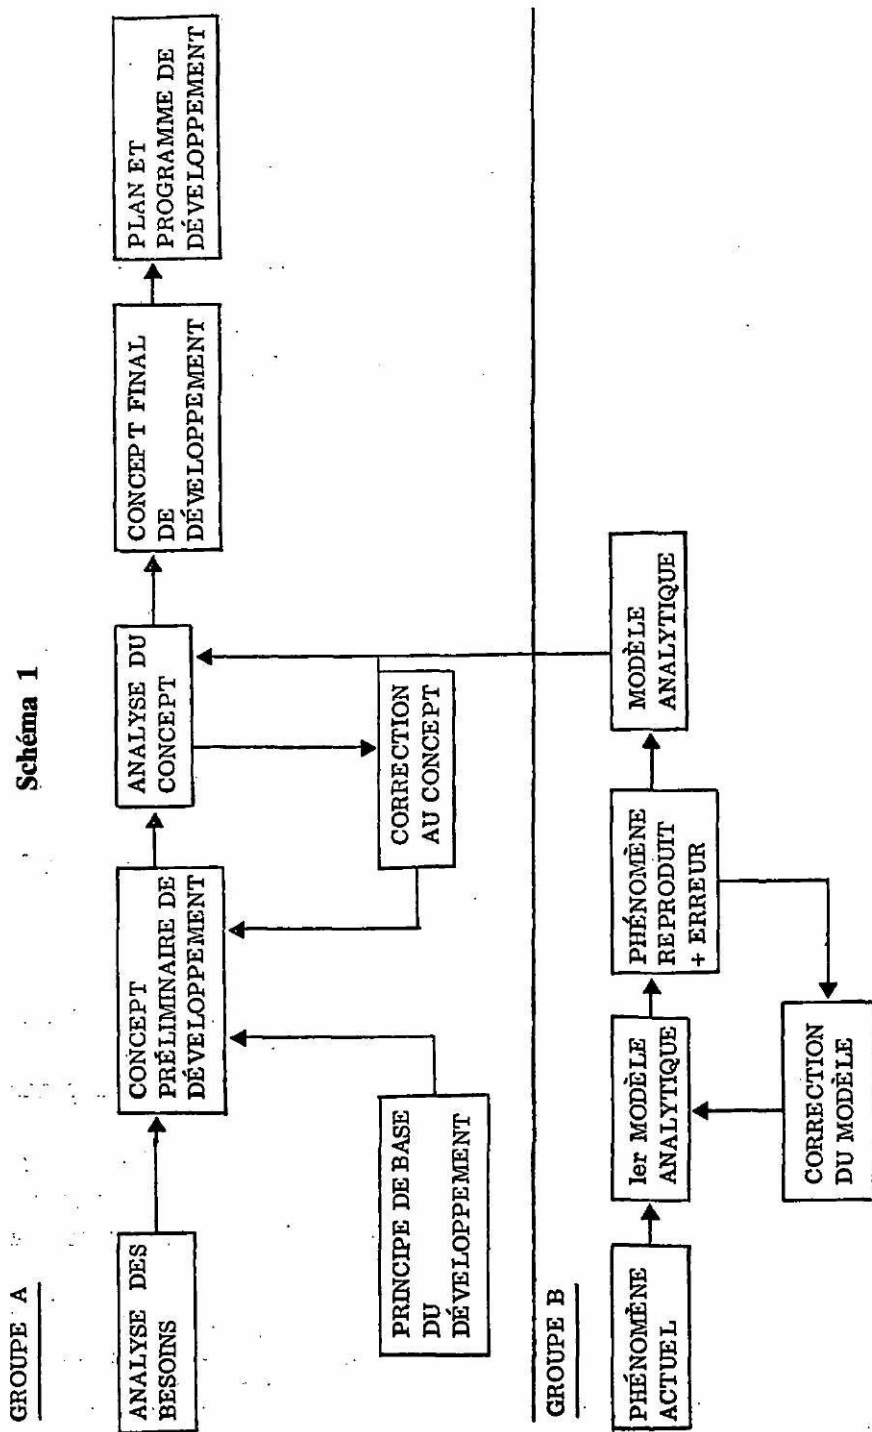 Schéma 1
GROUPE A
ANALYSE DES
BESOINS
CONCEPT
PRÉLIMINAIRE DE
DÉVELOPPEMENT
ANALYSE DU
CONCEPT
CONCEPT FINAL
DE
DÉVELOPPEMENT
PLAN ET
PROGRAMME DE
DÉVELOPPEMENT
PRINCIPE DE BASE
DU
DÉVELOPPEMENT
CORRECTION
AU CONCEPT
GROUPE B
PHÉNOMÈNE
ACTUEL
1er MODÈLE
ANALYTIQUE
PHÉNOMÈNE
REPRODUIT
+ ERREUR
MODÈLE
ANALYTIQUE
CORRECTION
DU MODÈLE